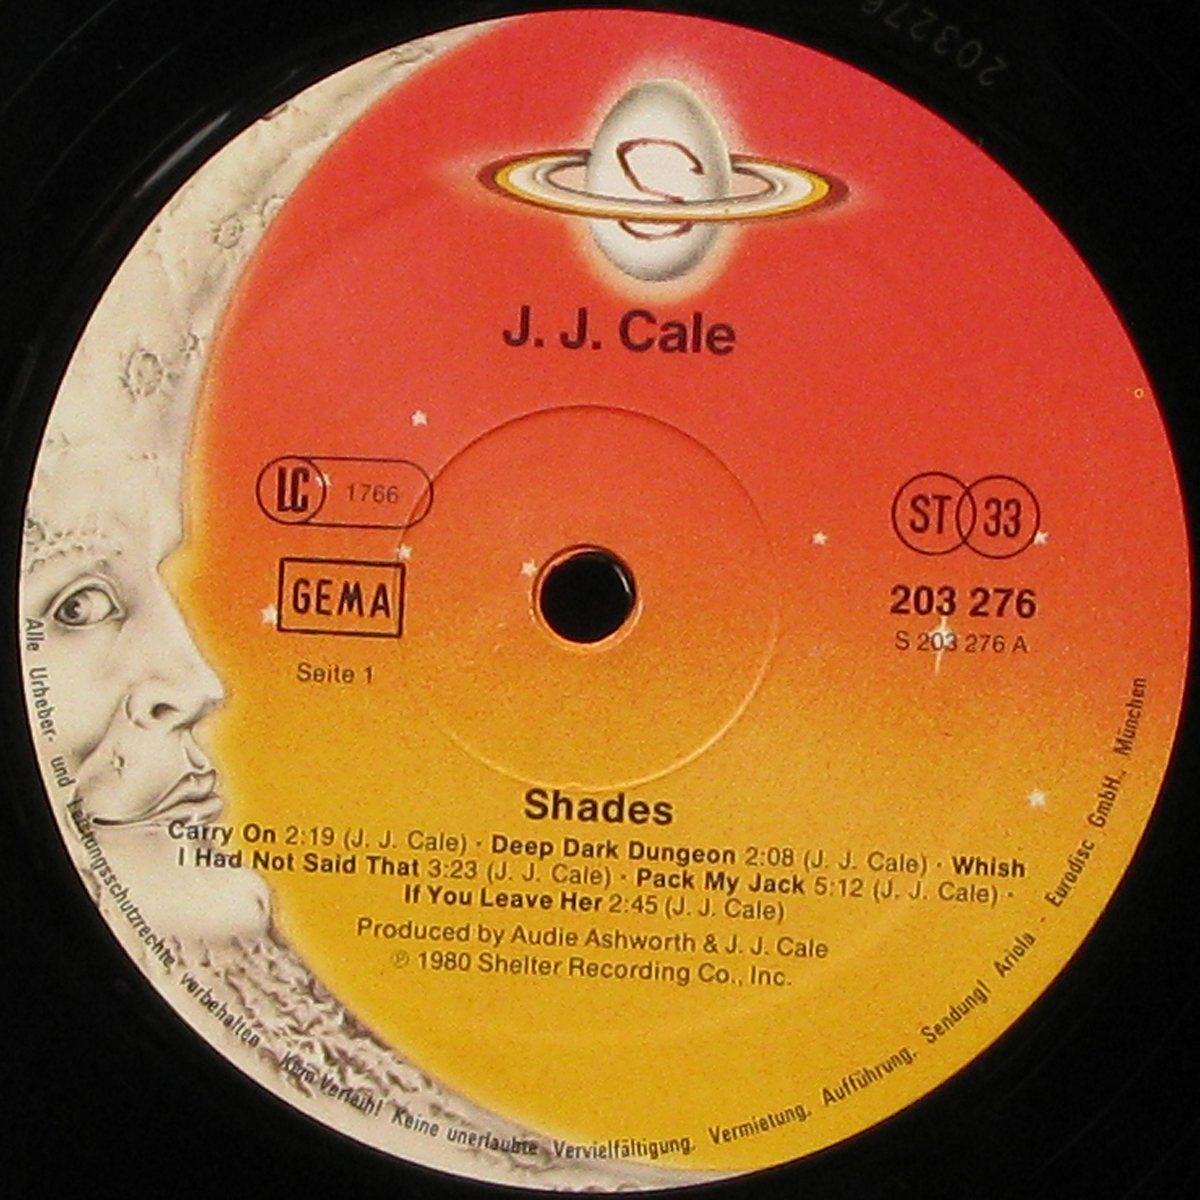 203276
J. J. Cale
LC 1766
ST 33
GEMA
203 276
S 203 276 A
Seite 1
Shades
Carry On 2:19 (J. J. Cale) · Deep Dark Dungeon 2:08 (J. J. Cale) · Whish
I Had Not Said That 3:23 (J. J. Cale) · Pack My Jack 5:12 (J. J. Cale) ·
If You Leave Her 2:45 (J. J. Cale)
Produced by Audie Ashworth & J. J. Cale
℗ 1980 Shelter Recording Co., Inc.
Alle Urheber- und Leistungsschutzrechte vorbehalten. Kein Verleih! Keine unerlaubte Vervielfältigung, Vermietung, Aufführung, Sendung! Ariola - Eurodisc GmbH., München